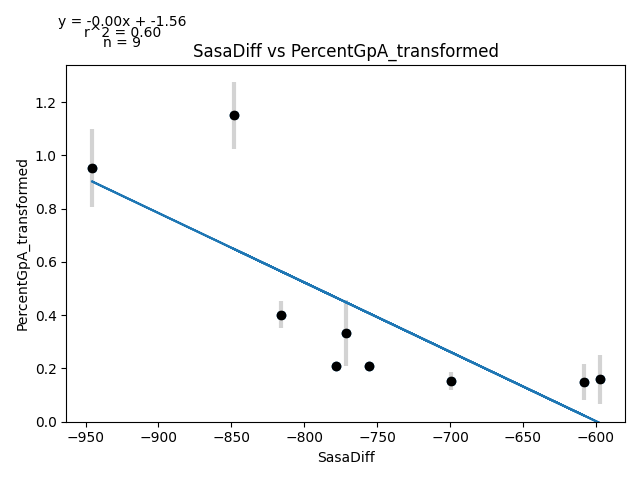 y = -0.00x + -1.56
r^2 = 0.60
n = 9
SasaDiff vs PercentGpA_transformed
PercentGpA_transformed
1.2
1.0
0.8
0.6
0.4
0.2
0.0
−950 −900 −850 −800 −750 −700 −650 −600
SasaDiff